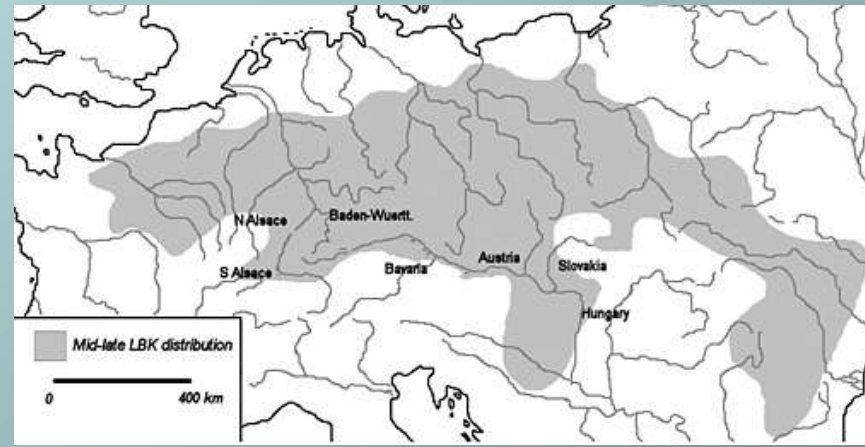 N Alsace
Baden-Wuertt.
S Alsace
Bavaria
Austria
Slovakia
Hungary
Mid-late LBK distribution
0
400 km